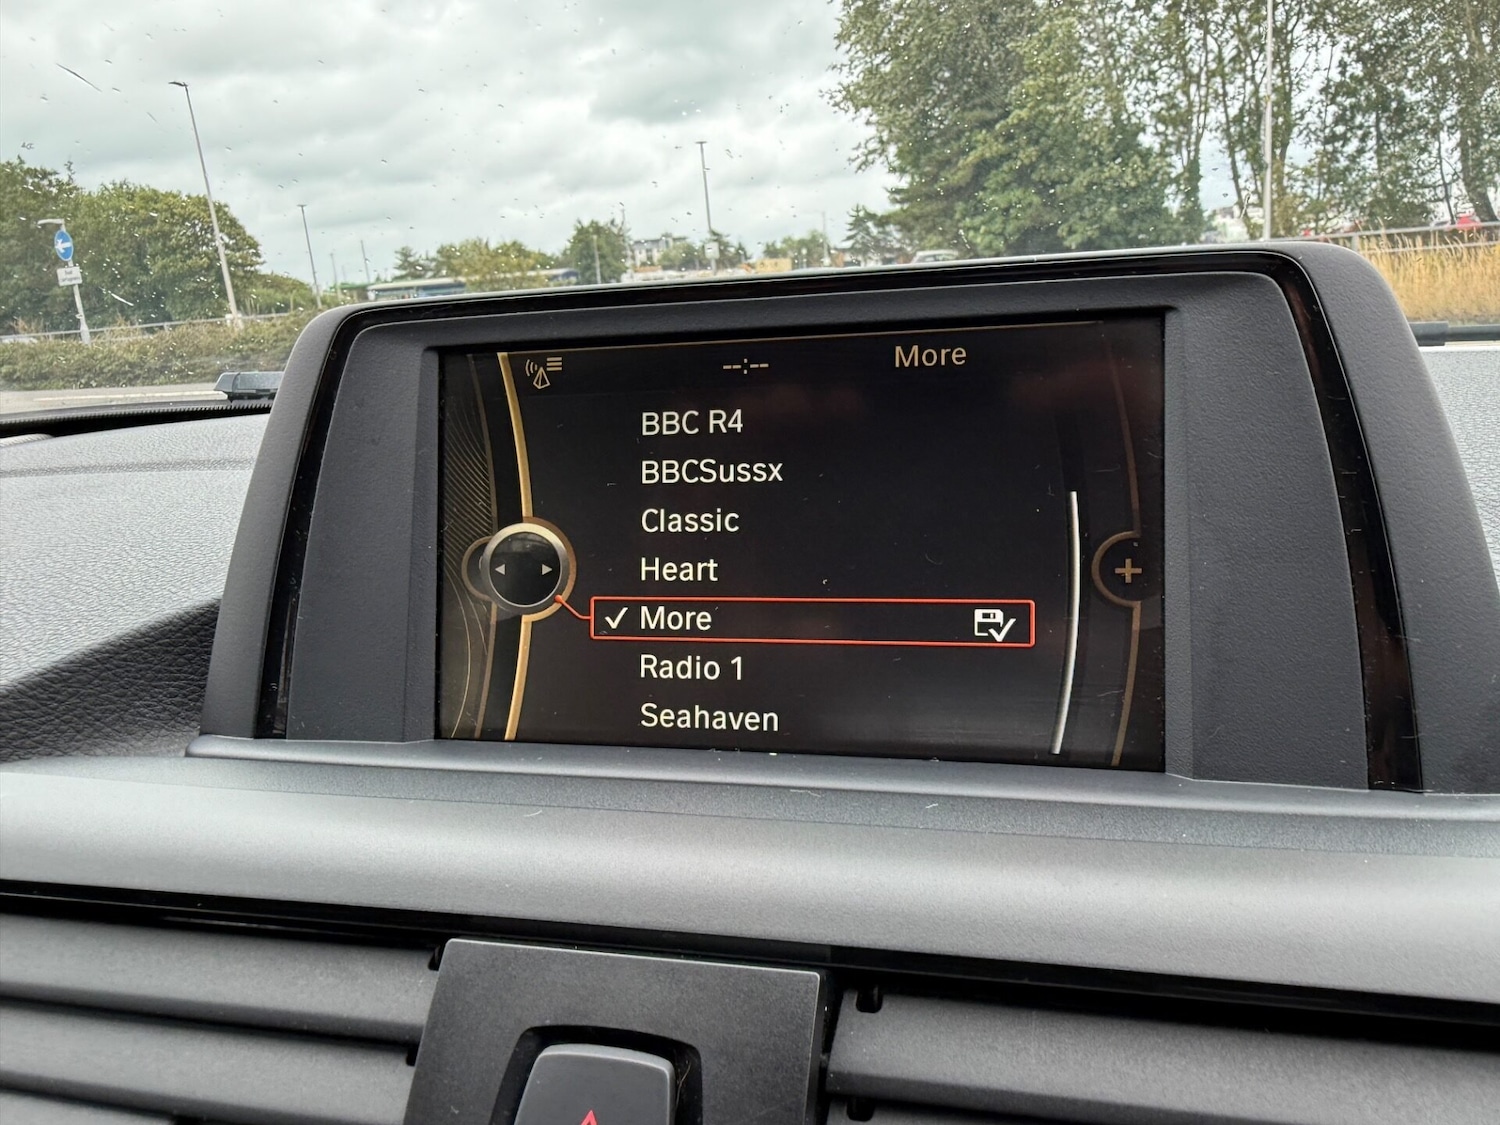 --:--
More
BBC R4
BBCSussx
Classic
Heart
More
Radio 1
Seahaven